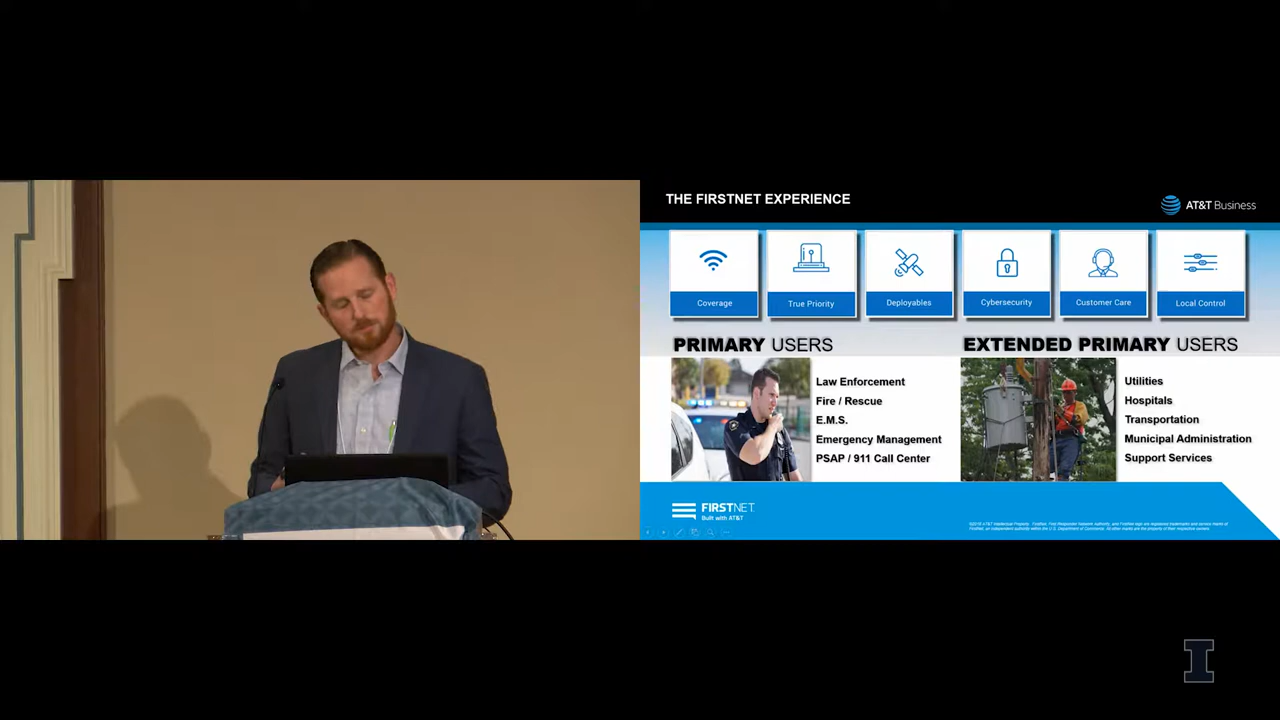 THE FIRSTNET EXPERIENCE
AT&T Business
Coverage
True Priority
Deployables
Cybersecurity
Customer Care
Local Control
PRIMARY USERS
Law Enforcement
Fire / Rescue
E.M.S.
Emergency Management
PSAP / 911 Call Center
EXTENDED PRIMARY USERS
Utilities
Hospitals
Transportation
Municipal Administration
Support Services
FIRSTNET
Built with AT&T
I